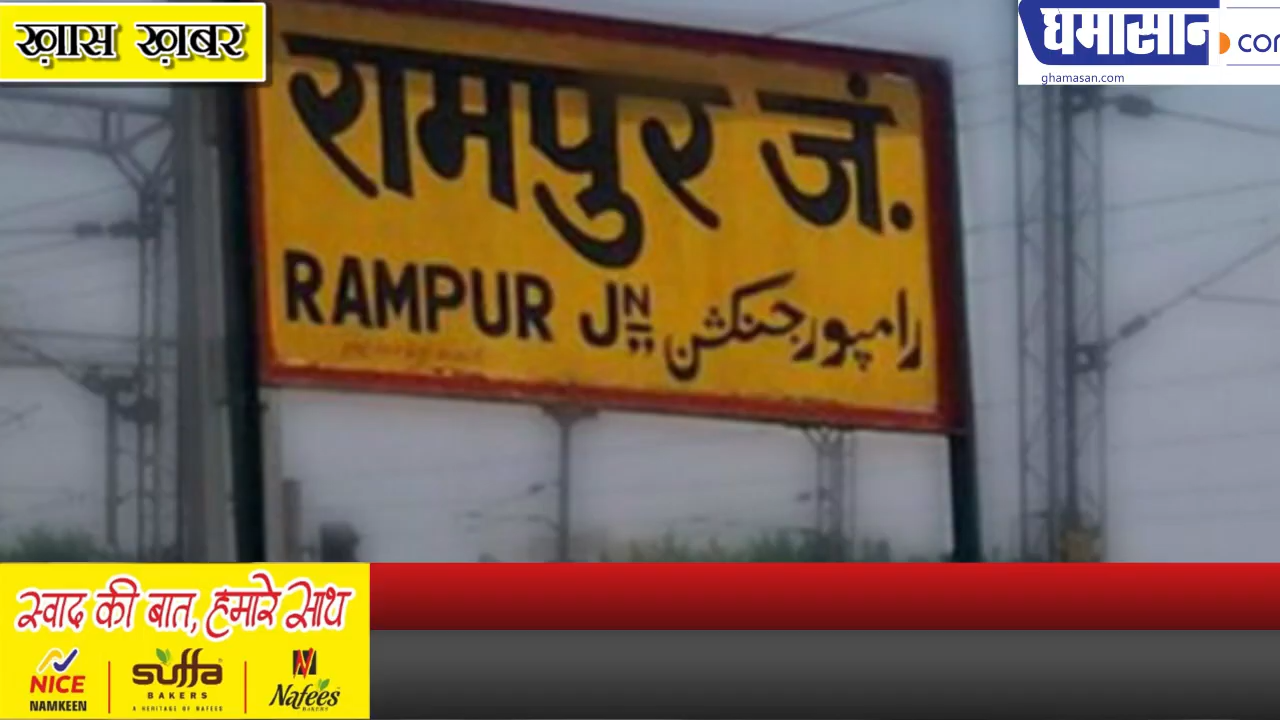 ख़ास ख़बर
घमासान
.com
ghamasan.com
रामपुर जं.
RAMPUR JN
رامپور جنکشن
स्वाद की बात, हमारे साथ
NICE
NAMKEEN
suffa
BAKERS
A HERITAGE OF NAFEES
Nafees
BAKERY